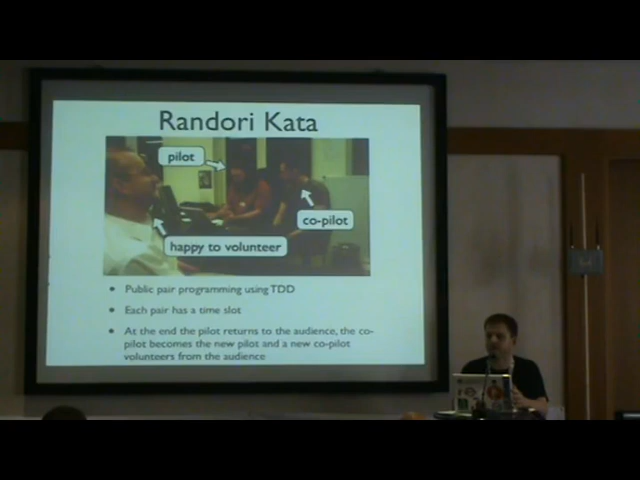 Randori Kata
pilot
co-pilot
happy to volunteer
• Public pair programming using TDD
• Each pair has a time slot
• At the end the pilot returns to the audience, the co-
pilot becomes the new pilot and a new co-pilot
volunteers from the audience